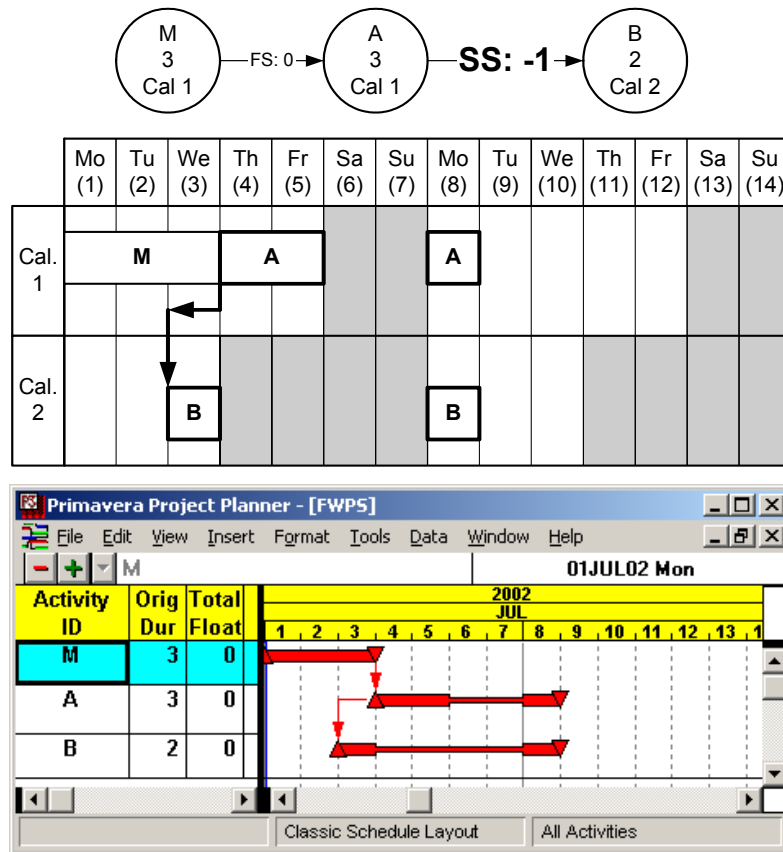 M
3
Cal 1
FS: 0
A
3
Cal 1
SS: -1
B
2
Cal 2
Mo Tu We Th Fr Sa Su Mo Tu We Th Fr Sa Su
(1) (2) (3) (4) (5) (6) (7) (8) (9) (10) (11) (12) (13) (14)
Cal.
1
M A A
Cal.
2
B B
Primavera Project Planner - [FWPS]
File Edit View Insert Format Tools Data Window Help
M 01JUL02 Mon
Activity Orig Total 2002
JUL
ID Dur Float 1 2 3 4 5 6 7 8 9 10 11 12 13 1
M 3 0
A 3 0
B 2 0
Classic Schedule Layout All Activities